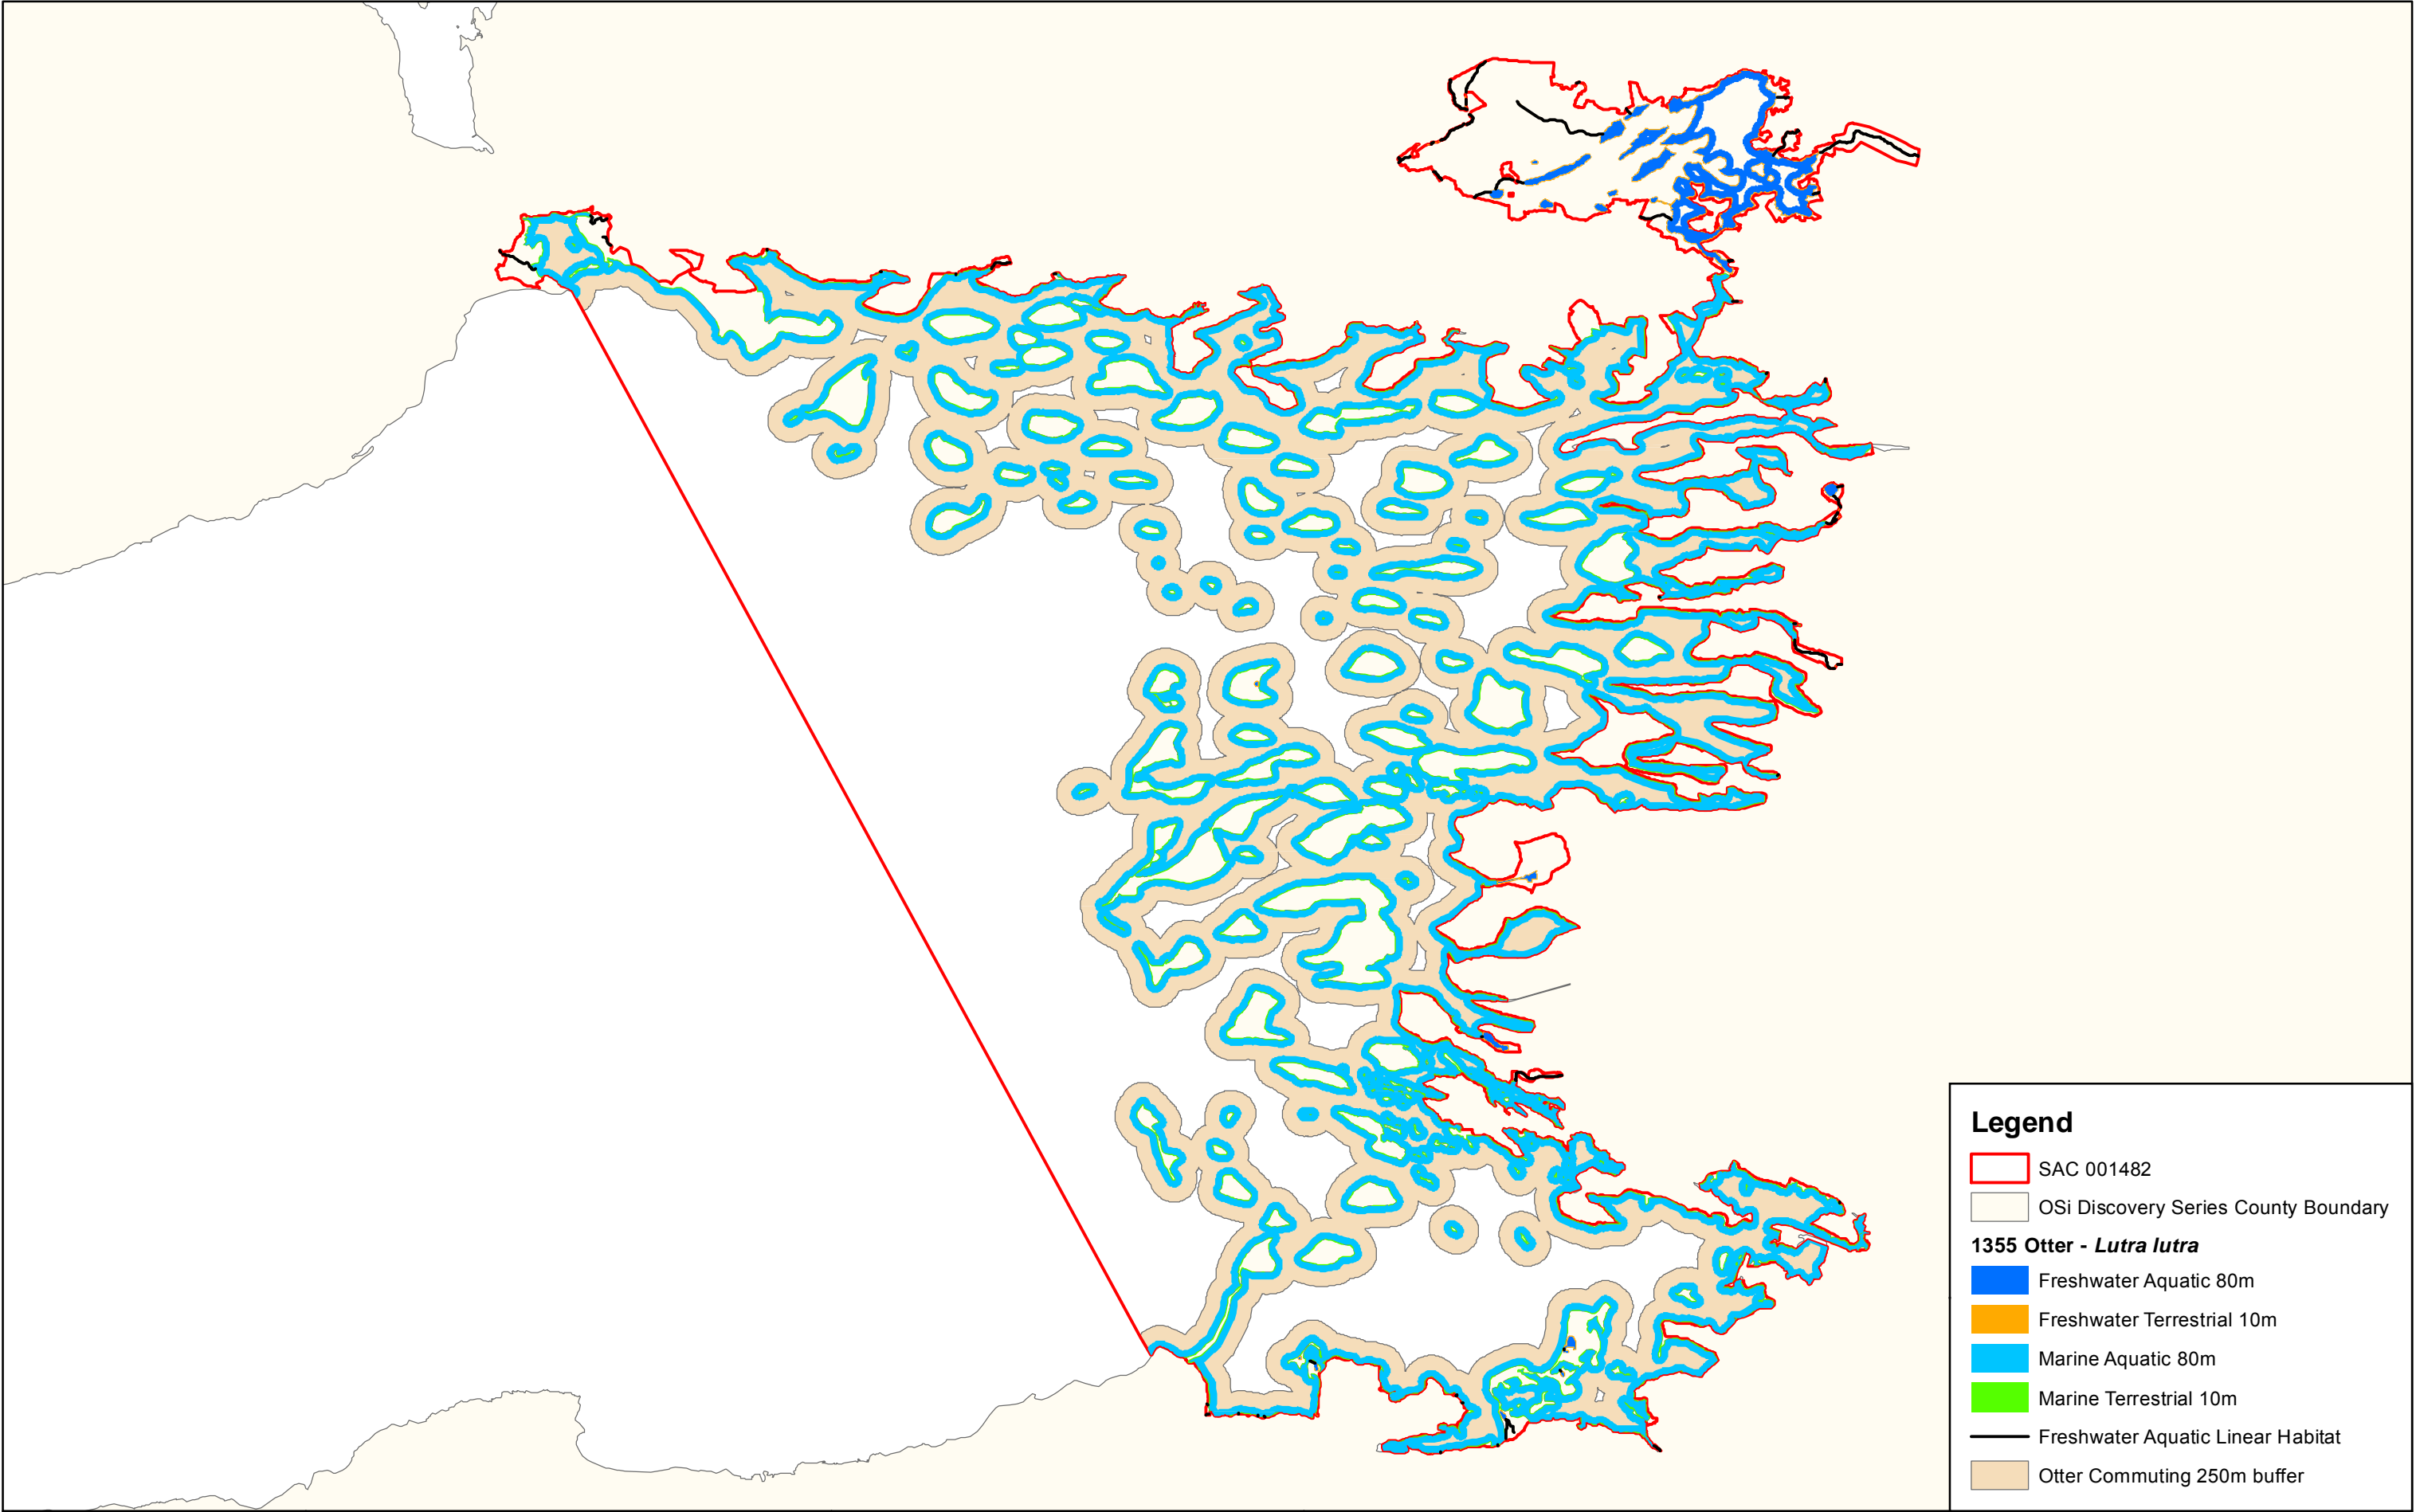 Legend
SAC 001482
OSi Discovery Series County Boundary
1355 Otter - Lutra lutra
Freshwater Aquatic 80m
Freshwater Terrestrial 10m
Marine Aquatic 80m
Marine Terrestrial 10m
Freshwater Aquatic Linear Habitat
Otter Commuting 250m buffer